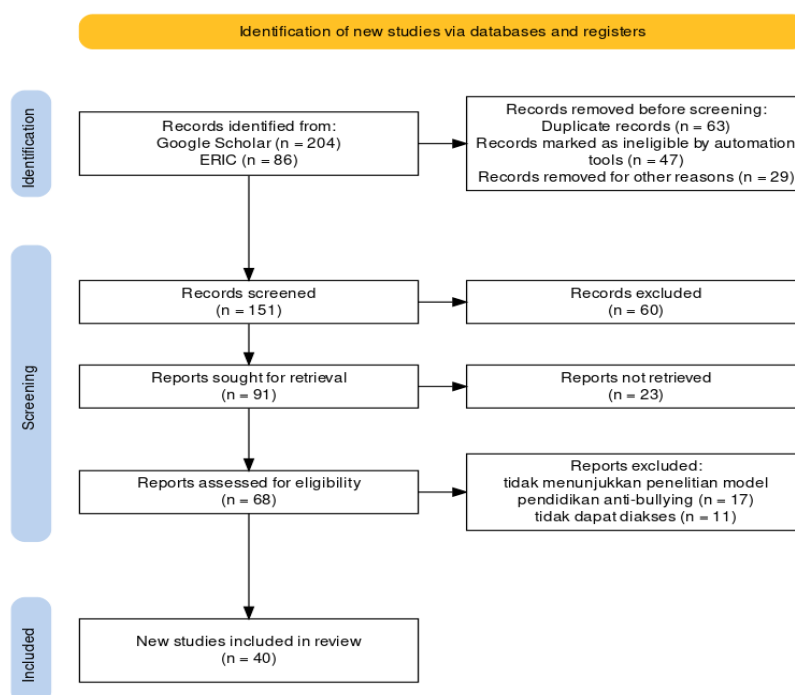 Identification of new studies via databases and registers
Identification
Records identified from:
Google Scholar (n = 204)
ERIC (n = 86)
Records removed before screening:
Duplicate records (n = 63)
Records marked as ineligible by automation
tools (n = 47)
Records removed for other reasons (n = 29)
Screening
Records screened
(n = 151)
Records excluded
(n = 60)
Reports sought for retrieval
(n = 91)
Reports not retrieved
(n = 23)
Reports assessed for eligibility
(n = 68)
Reports excluded:
tidak menunjukkan penelitian model
pendidikan anti-bullying (n = 17)
tidak dapat diakses (n = 11)
Included
New studies included in review
(n = 40)